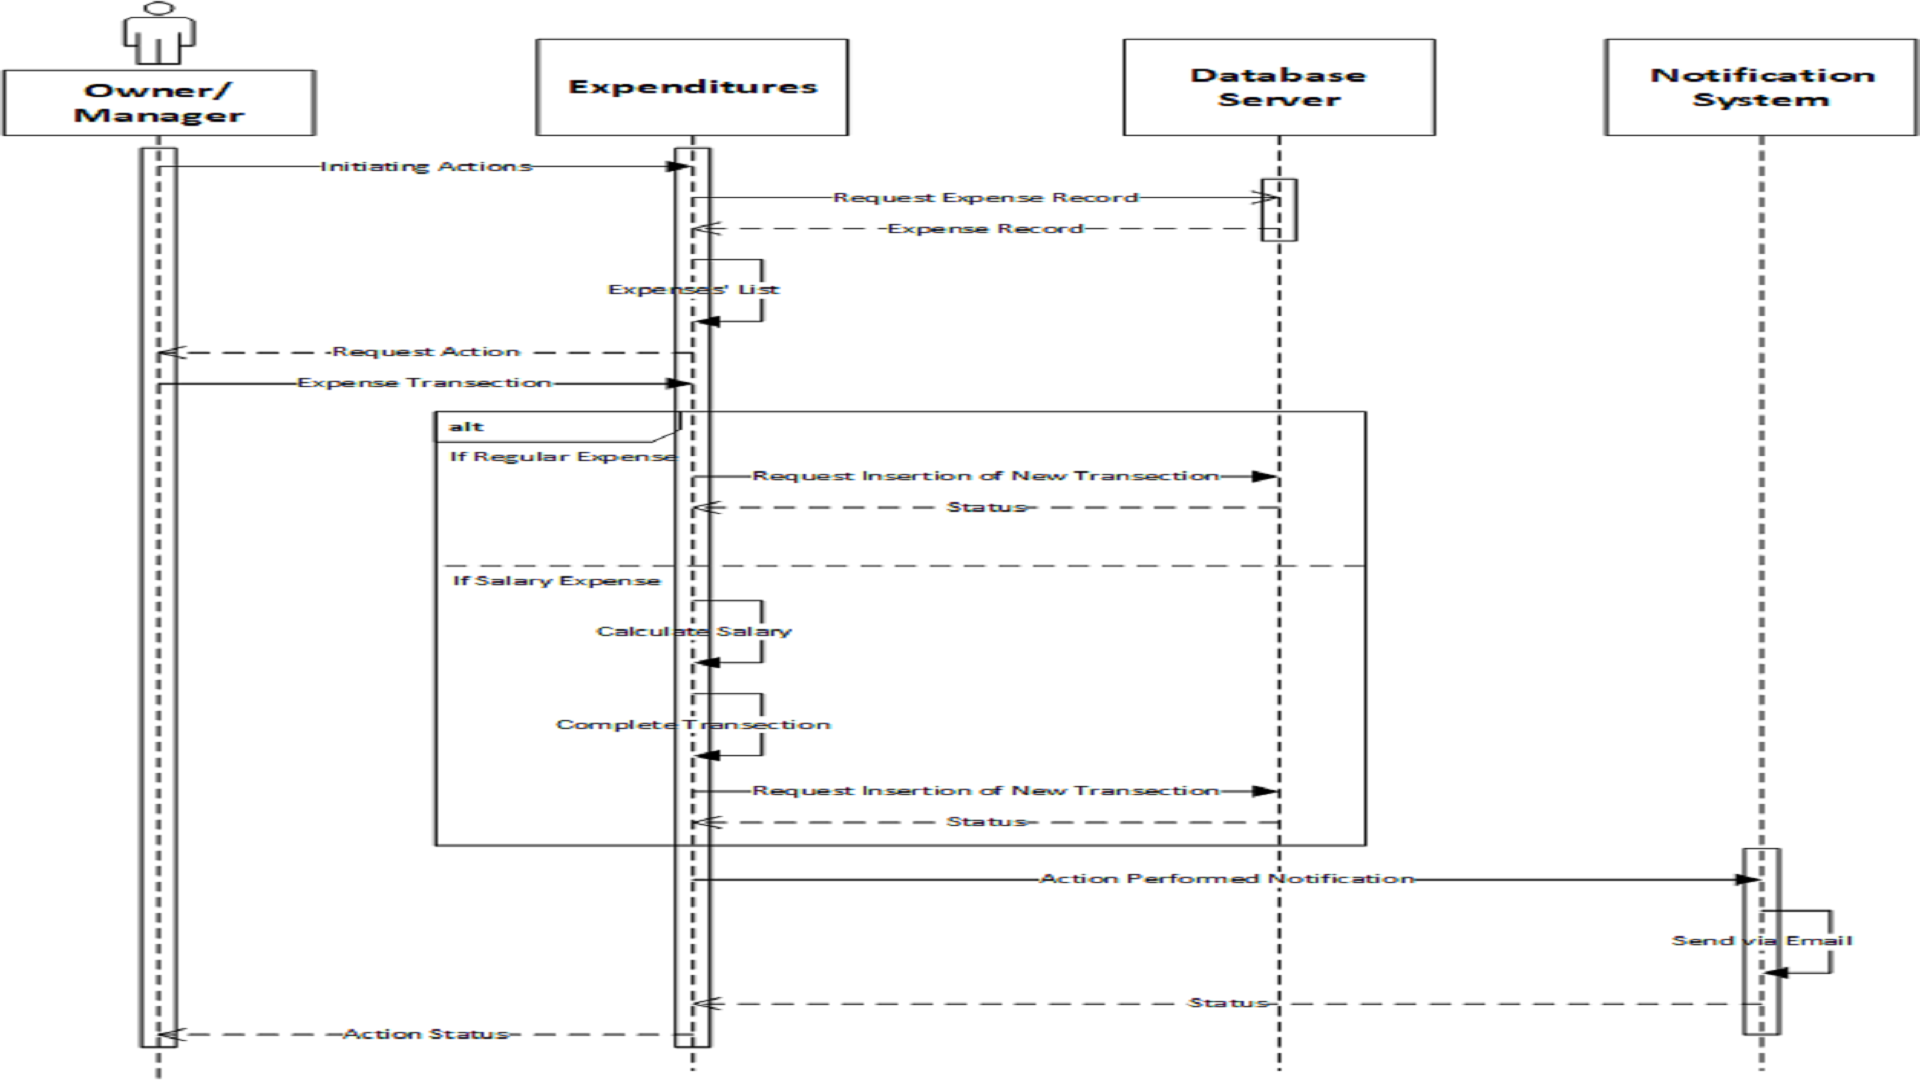 Owner/
Manager
Expenditures
Database
Server
Notification
System
Initiating Actions
Request Expense Record
Expense Record
Expenses' List
Request Action
Expense Transection
alt
If Regular Expense
Request Insertion of New Transection
Status
If Salary Expense
Calculate Salary
Complete Transection
Request Insertion of New Transection
Status
Action Performed Notification
Send via Email
Status
Action Status